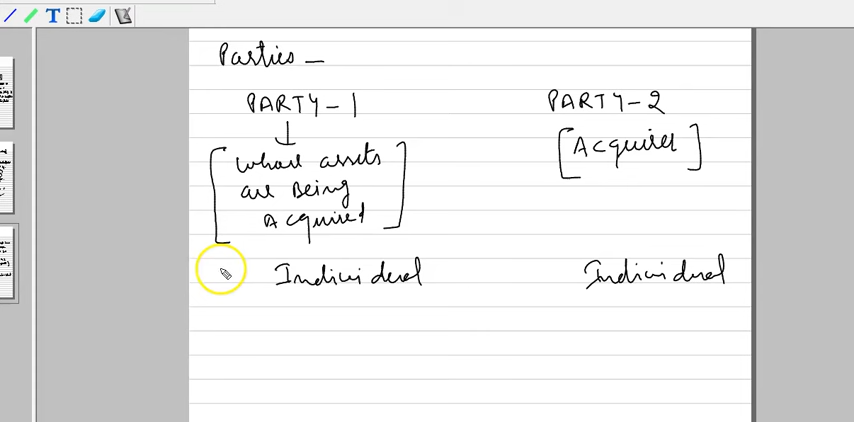 Parties –
PARTY-1
PARTY-2
↓
[Whose assets
are Being
Acquired]
[Acquirer]
Individual
Individual